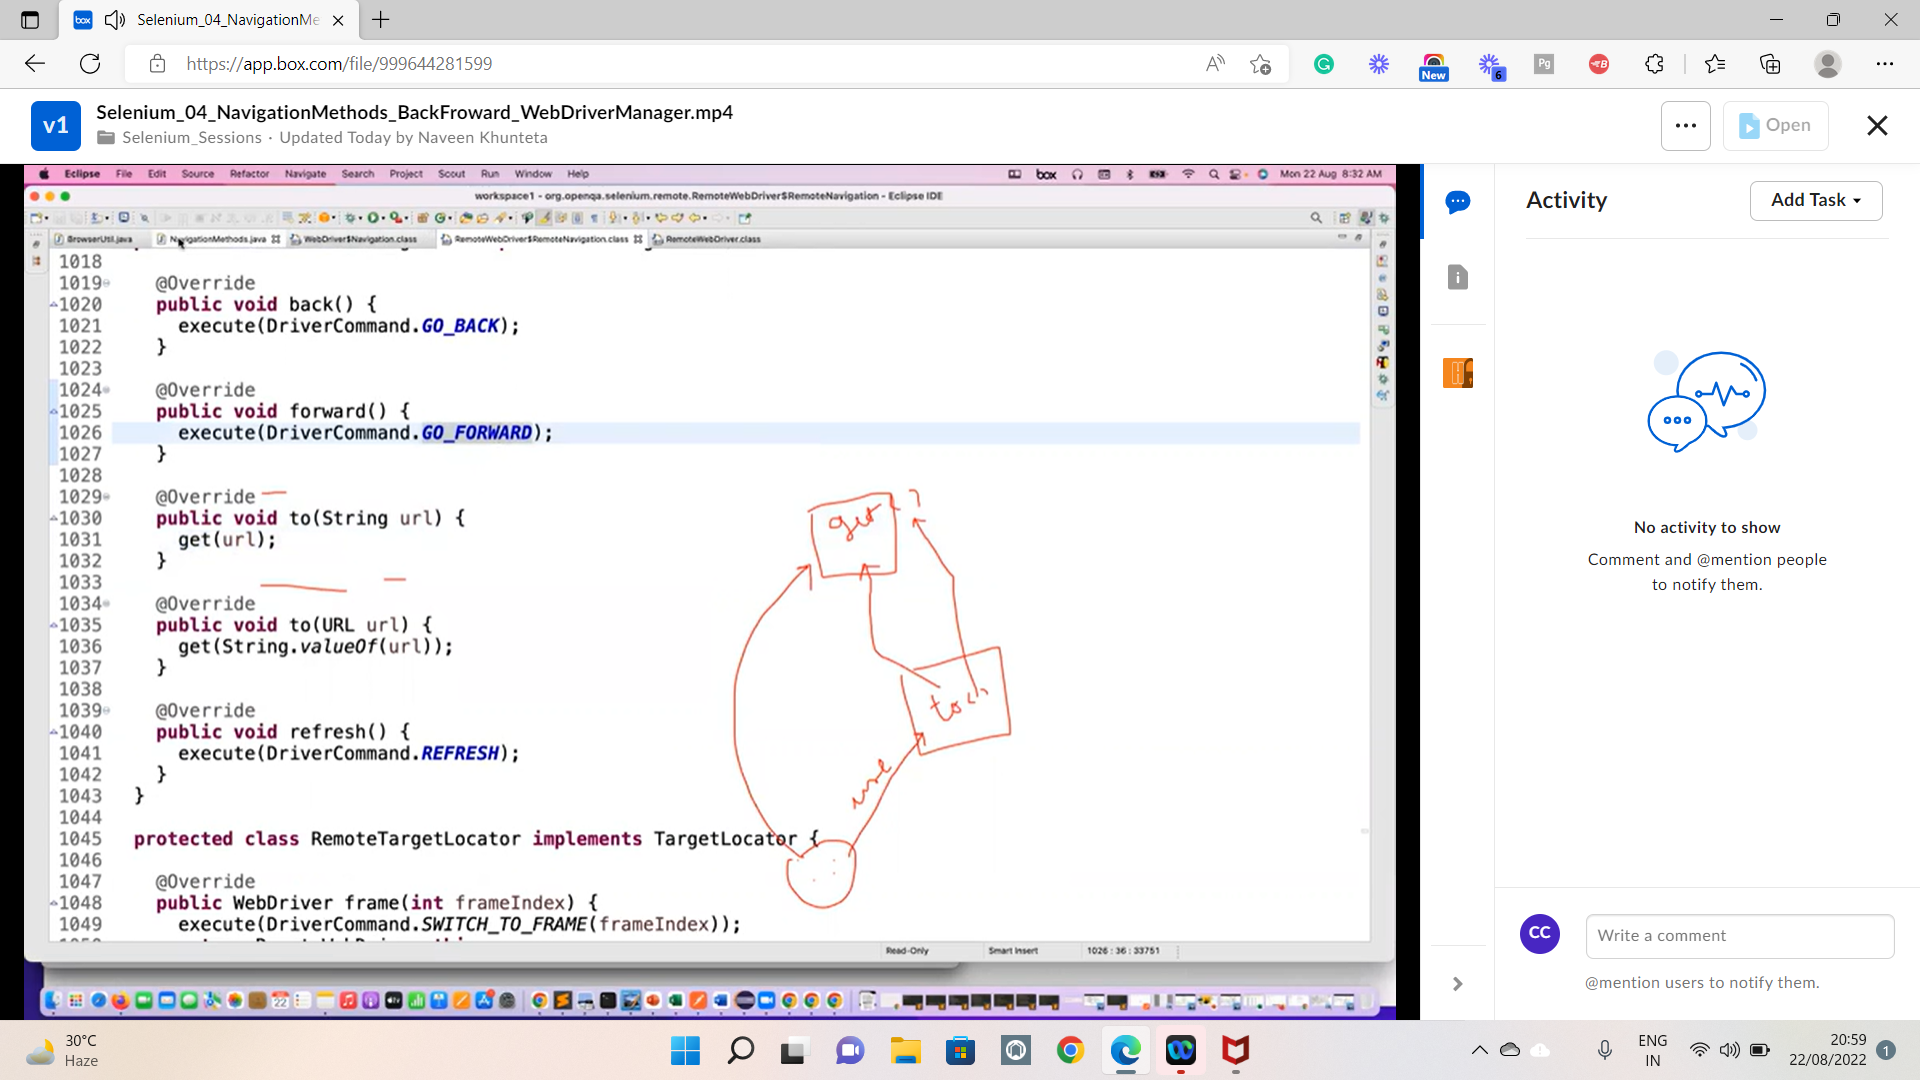 Selenium_04_NavigationMe
https://app.box.com/file/999644281599
New
6
Pg
v1
Selenium_04_NavigationMethods_BackFroward_WebDriverManager.mp4
Selenium_Sessions · Updated Today by Naveen Khunteta
Open
Eclipse File Edit Source Refactor Navigate Search Project Scout Run Window Help
box
Mon 22 Aug 8:32 AM
workspace1 - org.openqa.selenium.remote.RemoteWebDriver$RemoteNavigation - Eclipse IDE
BrowserUtil.java NavigationMethods.java WebDriver$Navigation.class RemoteWebDriver$RemoteNavigation.class RemoteWebDriver.class
1018
1019 @Override
1020 public void back() {
1021 execute(DriverCommand.GO_BACK);
1022 }
1023
1024 @Override
1025 public void forward() {
1026 execute(DriverCommand.GO_FORWARD);
1027 }
1028
1029 @Override
1030 public void to(String url) {
1031 get(url);
1032 }
1033
1034 @Override
1035 public void to(URL url) {
1036 get(String.valueOf(url));
1037 }
1038
1039 @Override
1040 public void refresh() {
1041 execute(DriverCommand.REFRESH);
1042 }
1043 }
1044
1045 protected class RemoteTargetLocator implements TargetLocator {
1046
1047 @Override
1048 public WebDriver frame(int frameIndex) {
1049 execute(DriverCommand.SWITCH_TO_FRAME(frameIndex));
get
to()
use
Read-Only Smart Insert 1026 : 36 : 33751
Activity
Add Task
No activity to show
Comment and @mention people
to notify them.
CC
Write a comment
@mention users to notify them.
30°C
Haze
ENG
IN
20:59
22/08/2022
1